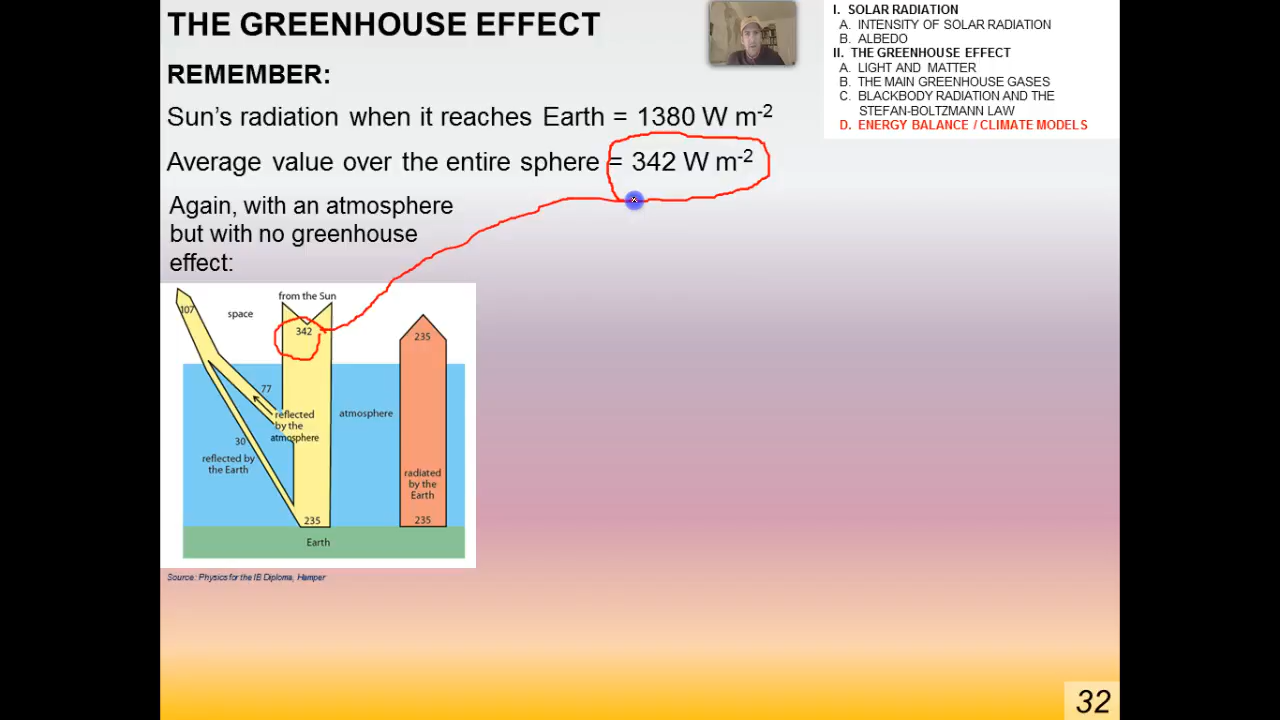 THE GREENHOUSE EFFECT
REMEMBER:
Sun's radiation when it reaches Earth = 1380 W m-2
Average value over the entire sphere = 342 W m-2
Again, with an atmosphere
but with no greenhouse
effect:
I. SOLAR RADIATION
A. INTENSITY OF SOLAR RADIATION
B. ALBEDO
II. THE GREENHOUSE EFFECT
A. LIGHT AND MATTER
B. THE MAIN GREENHOUSE GASES
C. BLACKBODY RADIATION AND THE
STEFAN-BOLTZMANN LAW
D. ENERGY BALANCE / CLIMATE MODELS
from the Sun
107
space
342
235
77
reflected
by the
atmosphere
atmosphere
30
reflected by
the Earth
radiated
by the
Earth
235
235
Earth
Source: Physics for the IB Diploma, Hamper
32